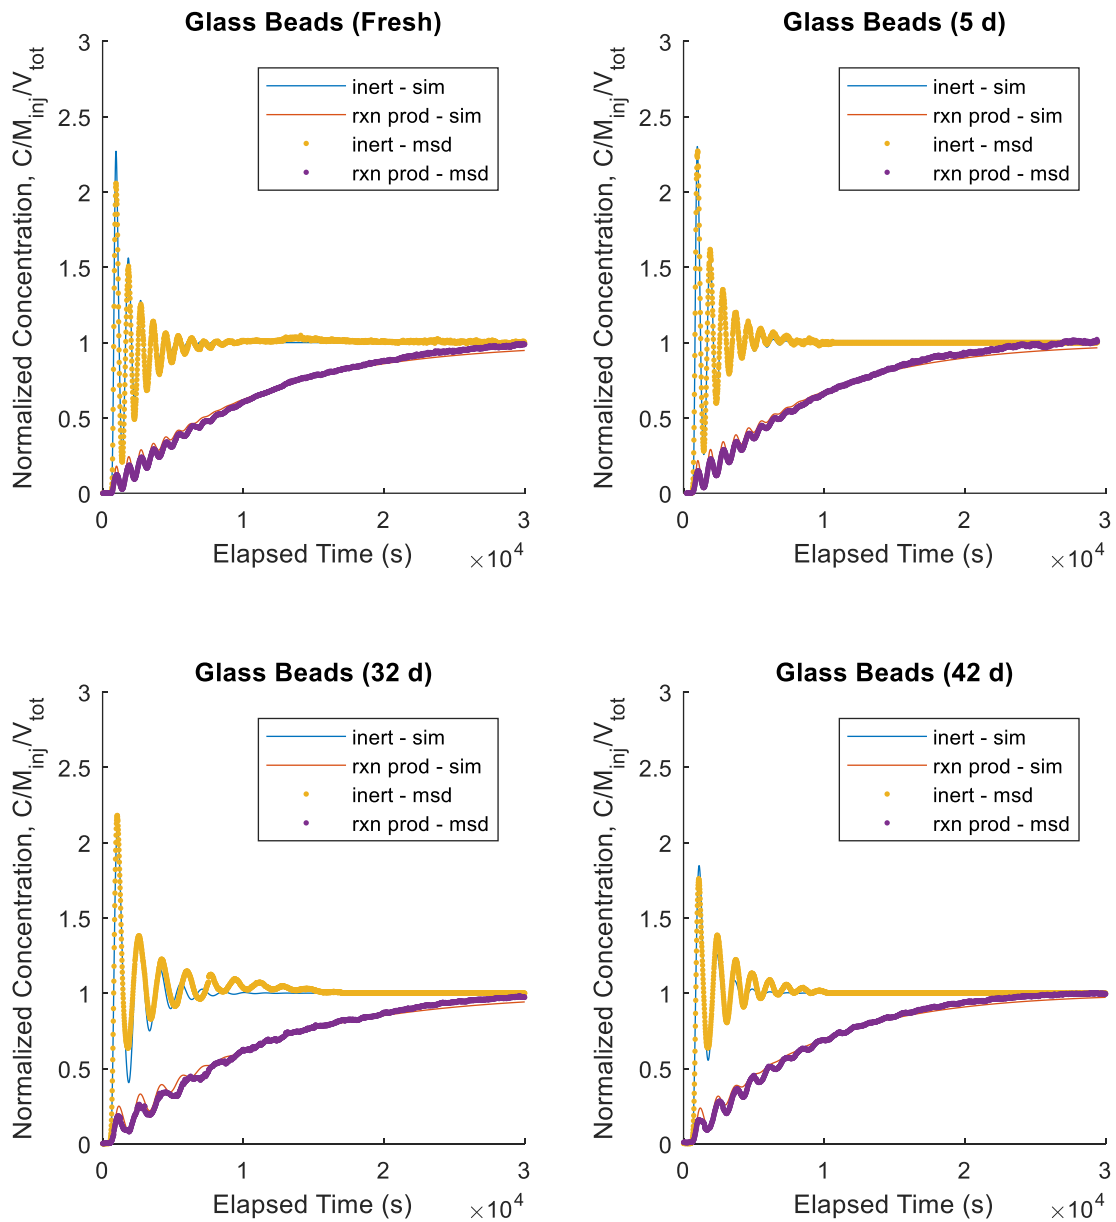 Glass Beads (Fresh)
Normalized Concentration, C/M_inj/V_tot
3
2.5
2
1.5
1
0.5
0
inert - sim
rxn prod - sim
inert - msd
rxn prod - msd
0
1
2
3
×10^4
Elapsed Time (s)
Glass Beads (5 d)
Normalized Concentration, C/M_inj/V_tot
3
2.5
2
1.5
1
0.5
0
inert - sim
rxn prod - sim
inert - msd
rxn prod - msd
0
1
2
3
×10^4
Elapsed Time (s)
Glass Beads (32 d)
Normalized Concentration, C/M_inj/V_tot
3
2.5
2
1.5
1
0.5
0
inert - sim
rxn prod - sim
inert - msd
rxn prod - msd
0
1
2
3
×10^4
Elapsed Time (s)
Glass Beads (42 d)
Normalized Concentration, C/M_inj/V_tot
3
2.5
2
1.5
1
0.5
0
inert - sim
rxn prod - sim
inert - msd
rxn prod - msd
0
1
2
3
×10^4
Elapsed Time (s)